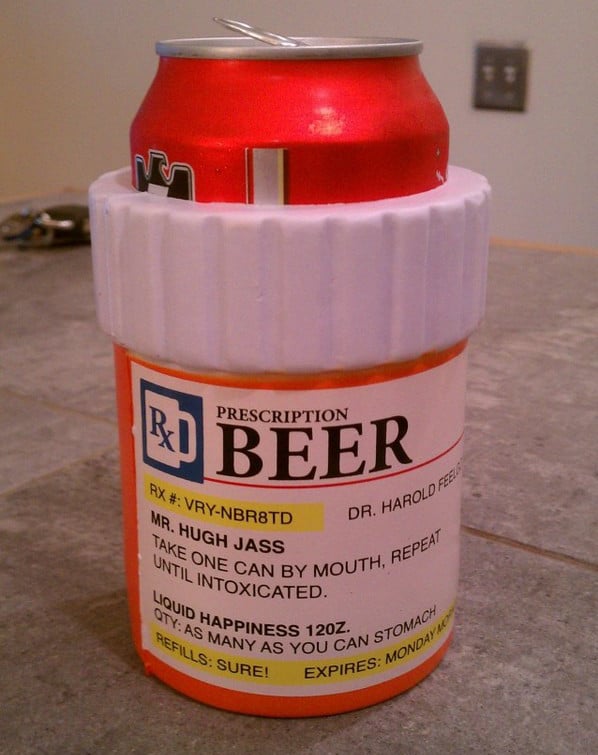 Rx
PRESCRIPTION
BEER
RX #: VRY-NBR8TD
DR. HAROLD
MR. HUGH JASS
TAKE ONE CAN BY MOUTH, REPEAT
UNTIL INTOXICATED.
LIQUID HAPPINESS 12OZ.
QTY: AS MANY AS YOU CAN STOMACH
REFILLS: SURE! EXPIRES: MONDAY